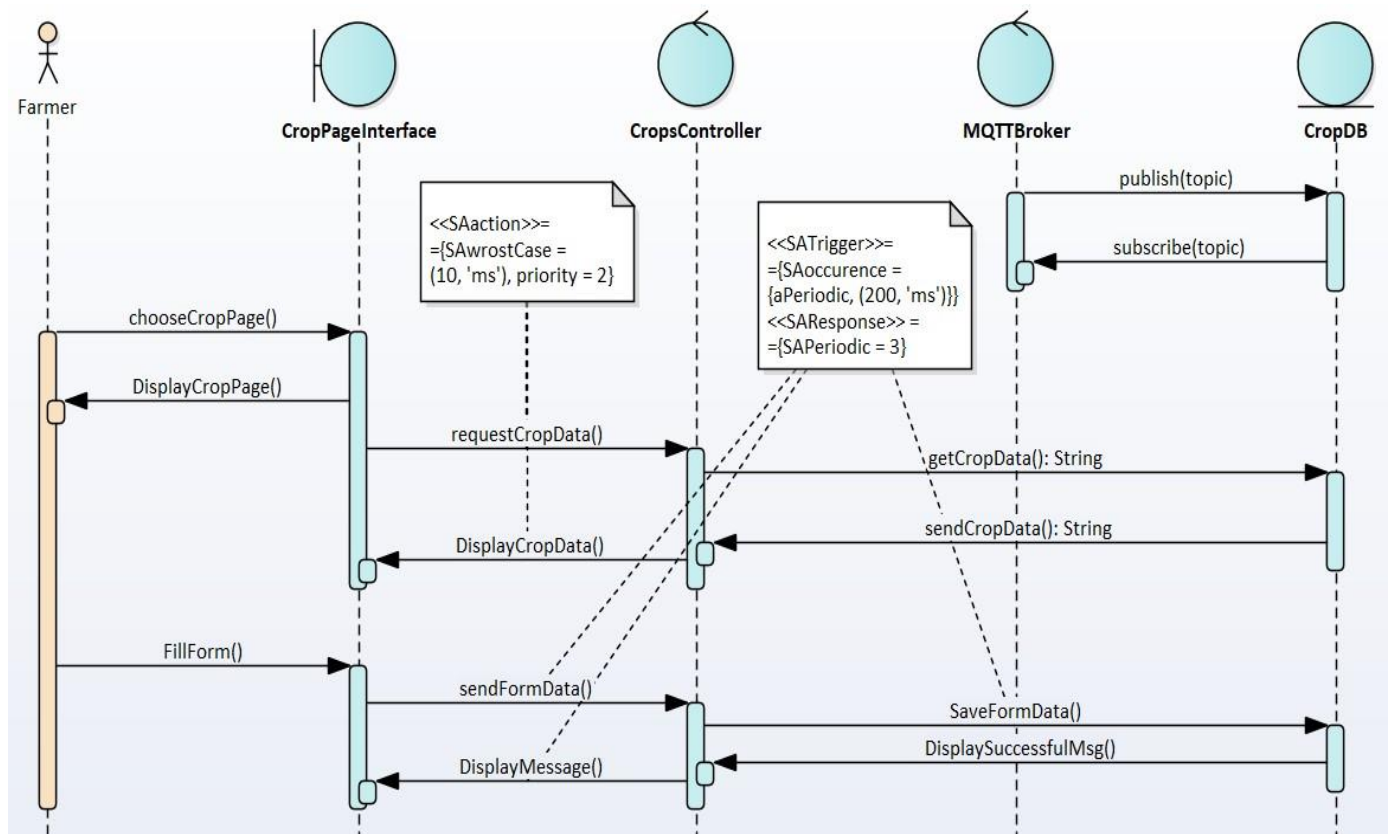 Farmer
CropPageInterface
CropsController
MQTTBroker
CropDB
publish(topic)
subscribe(topic)
<<SAaction>>=
={SAwrostCase =
(10, 'ms'), priority = 2}
<<SATrigger>>=
={SAoccurence =
{aPeriodic, (200, 'ms')}}
<<SAResponse>> =
={SAPeriodic = 3}
chooseCropPage()
DisplayCropPage()
requestCropData()
getCropData(): String
sendCropData(): String
DisplayCropData()
FillForm()
sendFormData()
SaveFormData()
DisplaySuccessfulMsg()
DisplayMessage()